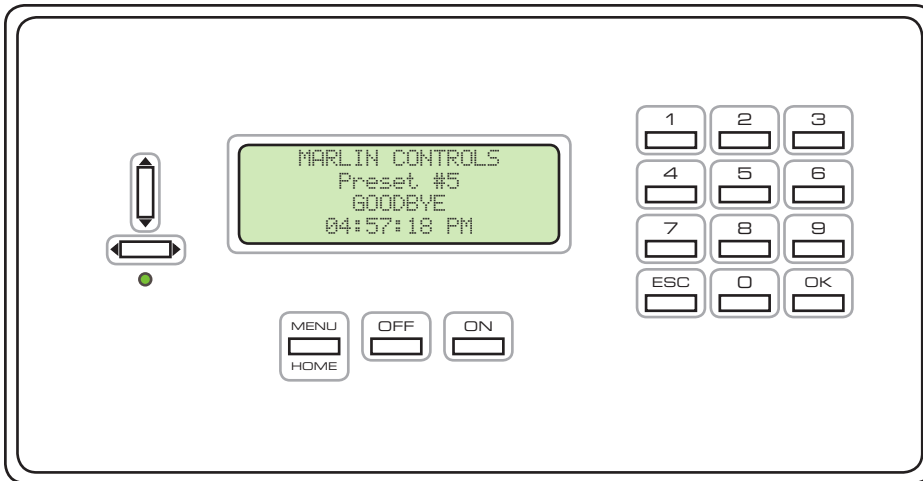 MARLIN CONTROLS
Preset #5
GOODBYE
04:57:18 PM
1 2 3
4 5 6
7 8 9
ESC 0 OK
MENU OFF ON
HOME